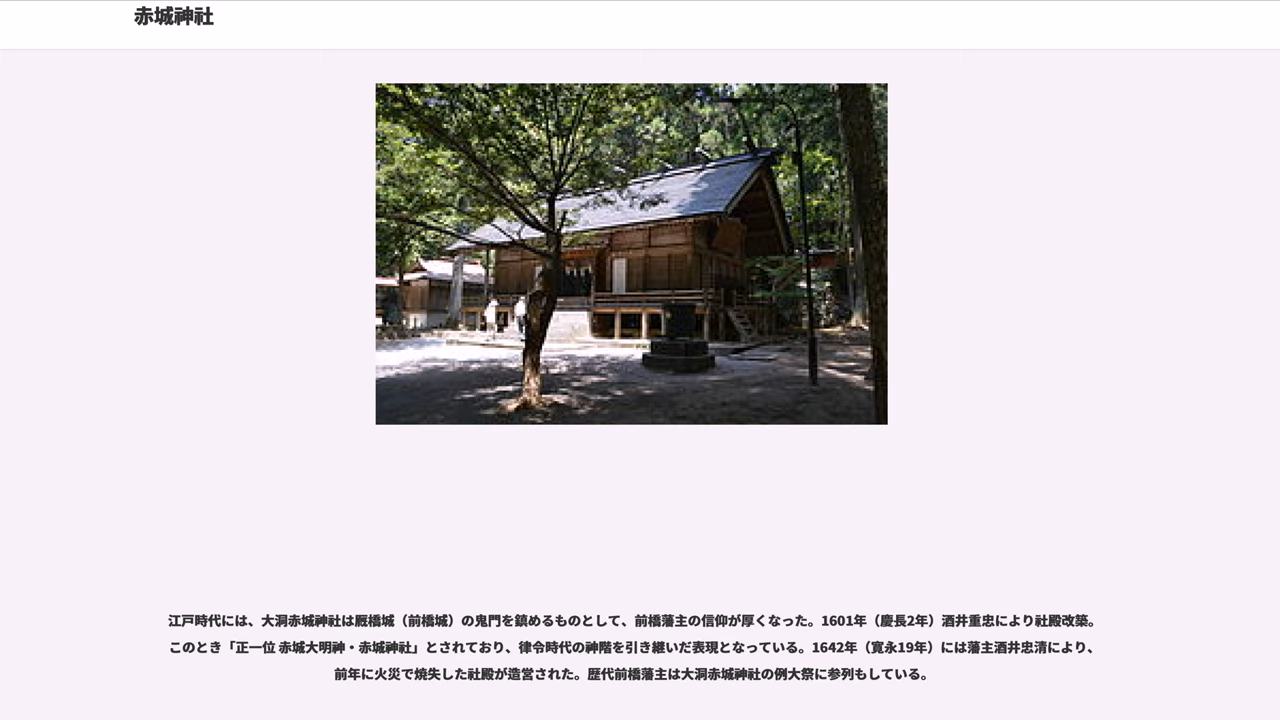 赤城神社
江戸時代には、大洞赤城神社は厩橋城（前橋城）の鬼門を鎮めるものとして、前橋藩主の信仰が厚くなった。1601年（慶長2年）酒井重忠により社殿改築。
このとき「正一位 赤城大明神・赤城神社」とされており、律令時代の神階を引き継いだ表現となっている。1642年（寛永19年）には藩主酒井忠清により、
前年に火災で焼失した社殿が造営された。歴代前橋藩主は大洞赤城神社の例大祭に参列もしている。